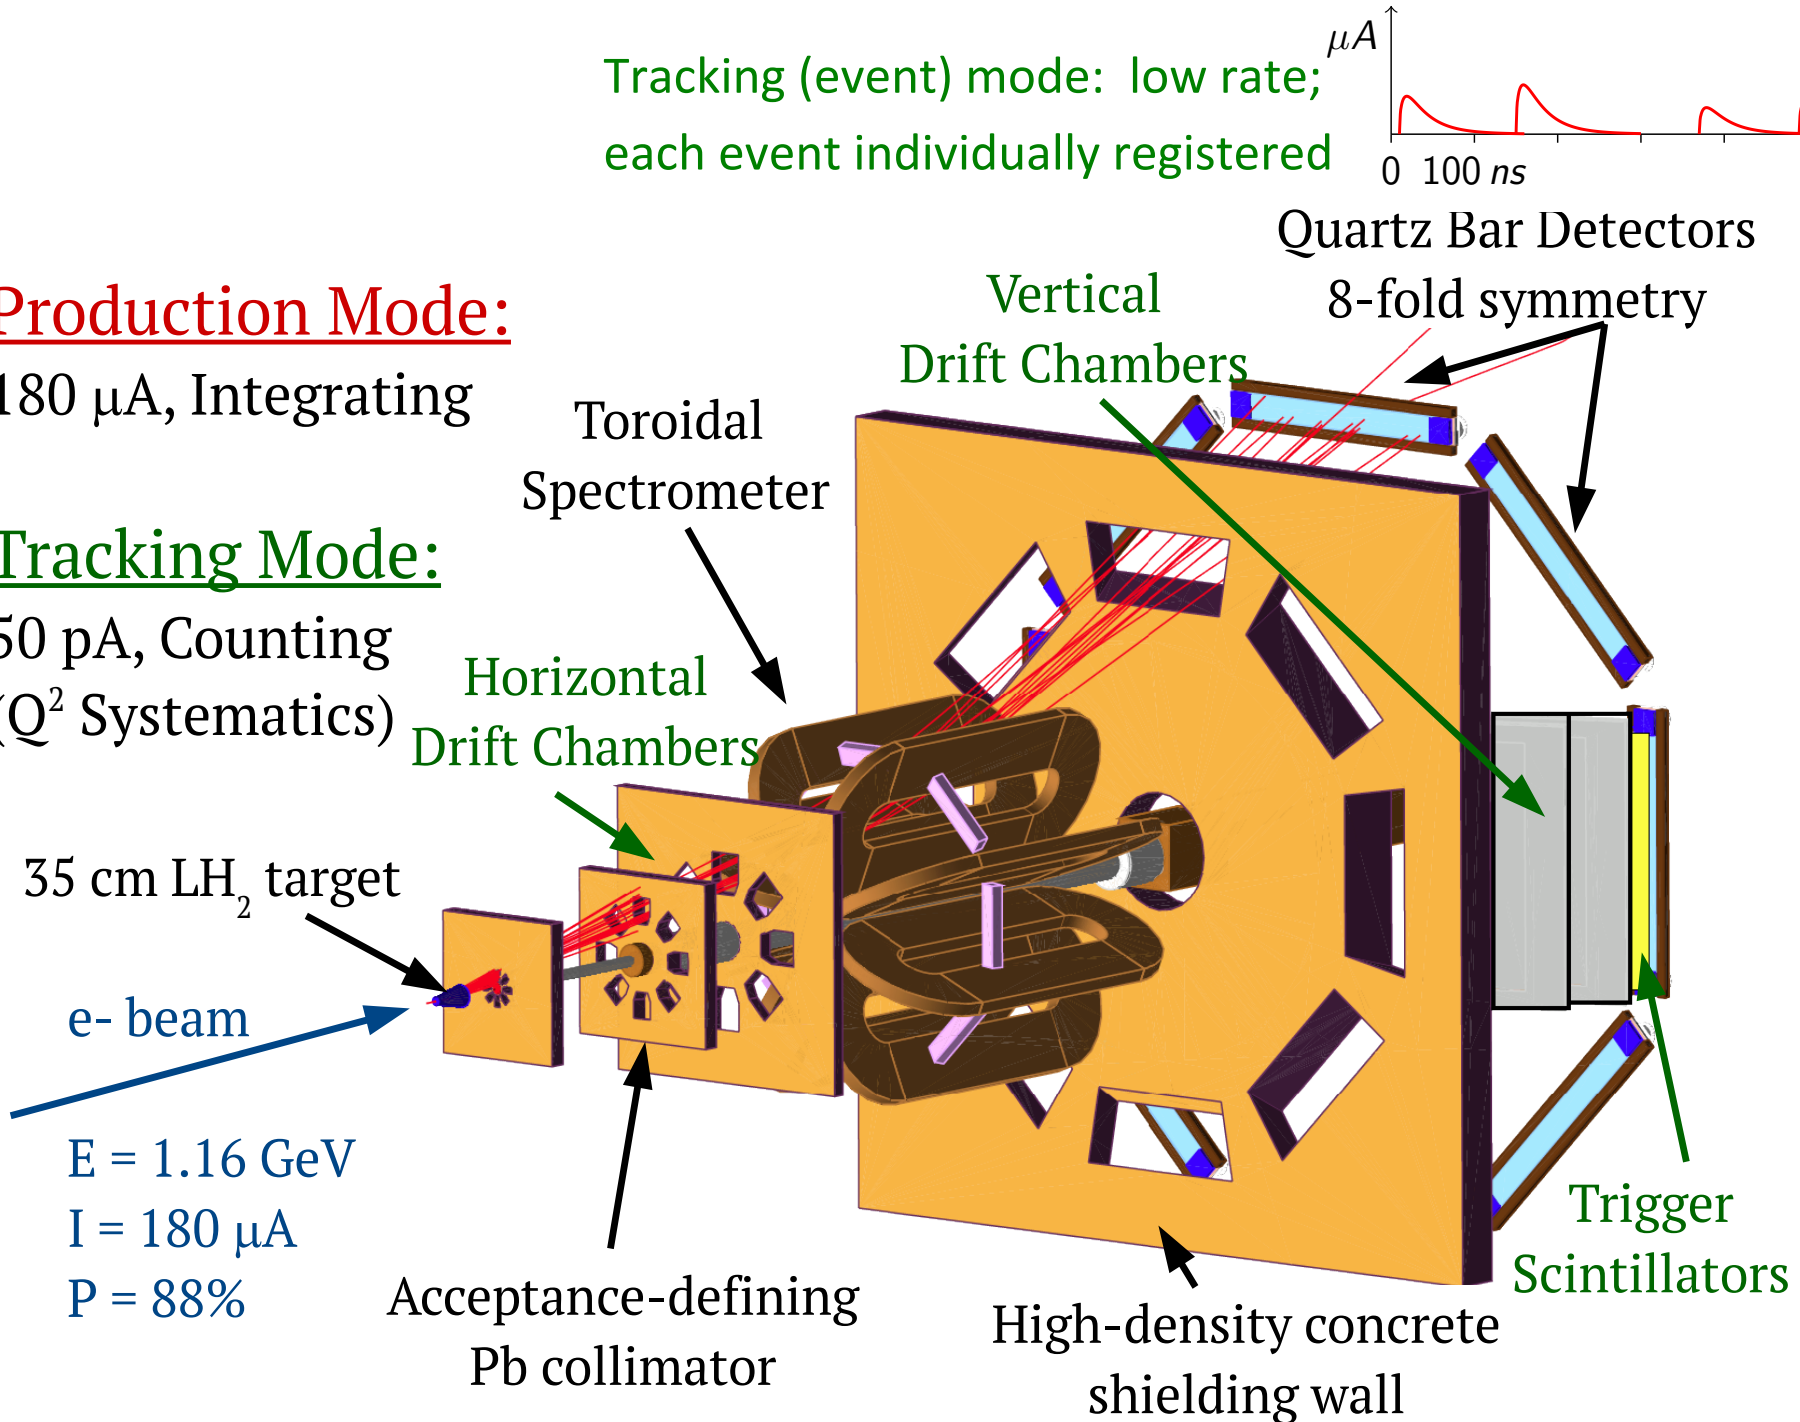 Tracking (event) mode: low rate;
each event individually registered
μA
0 100 ns
Quartz Bar Detectors
8-fold symmetry
Vertical
Drift Chambers
Production Mode:
180 μA, Integrating
Toroidal
Spectrometer
Tracking Mode:
50 pA, Counting
(Q² Systematics)
Horizontal
Drift Chambers
35 cm LH₂ target
e- beam
E = 1.16 GeV
I = 180 μA
P = 88%
Acceptance-defining
Pb collimator
High-density concrete
shielding wall
Trigger
Scintillators